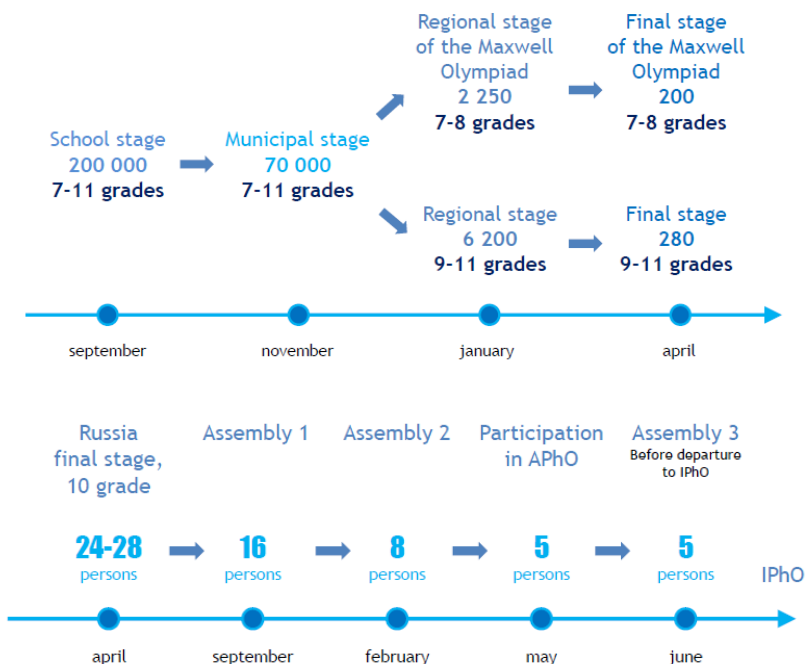 Regional stage
of the Maxwell
Olympiad
2 250
7-8 grades
Final stage
of the Maxwell
Olympiad
200
7-8 grades
School stage
200 000
7-11 grades
Municipal stage
70 000
7-11 grades
Regional stage
6 200
9-11 grades
Final stage
280
9-11 grades
september
november
january
april
Russia
final stage,
10 grade
Assembly 1
Assembly 2
Participation
in APhO
Assembly 3
Before departure
to IPhO
24-28
persons
16
persons
8
persons
5
persons
5
persons
IPhO
april
september
february
may
june